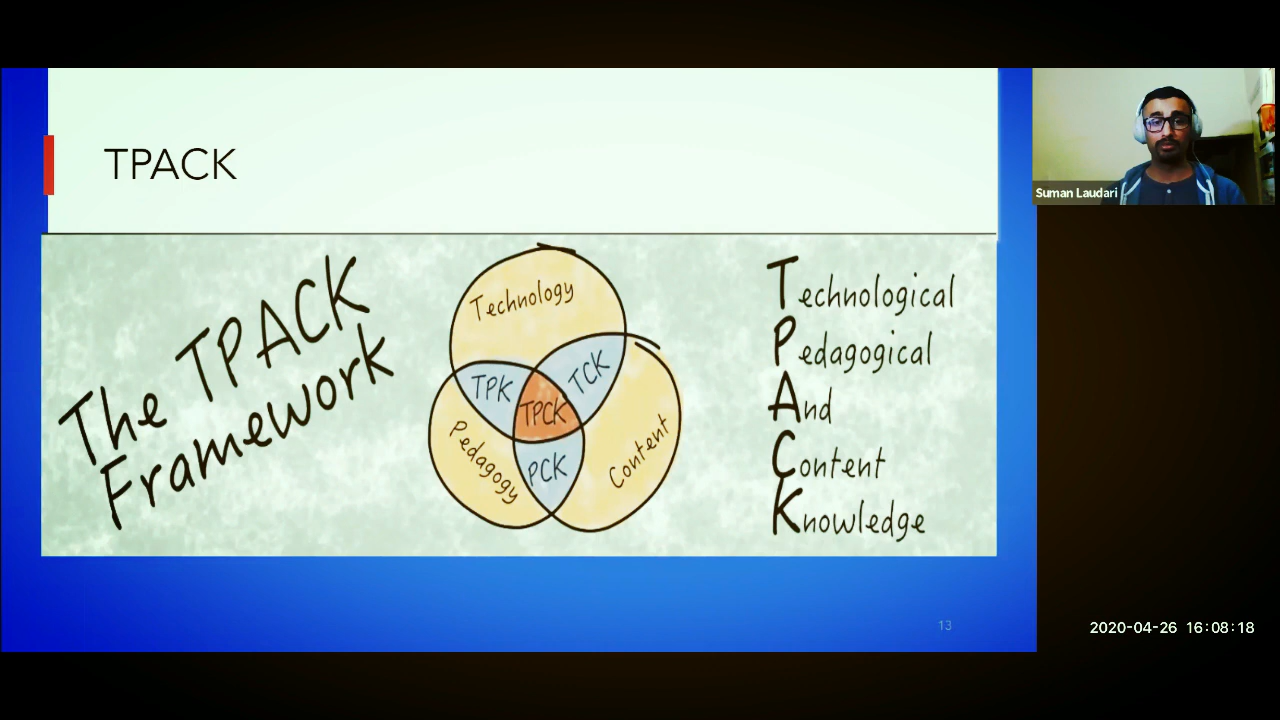 TPACK
The TPACK
Framework
Technology
TPK
TCK
TPCK
Pedagogy
PCK
Content
Technological
Pedagogical
And
Content
Knowledge
13
Suman Laudari
2020-04-26 16:08:18